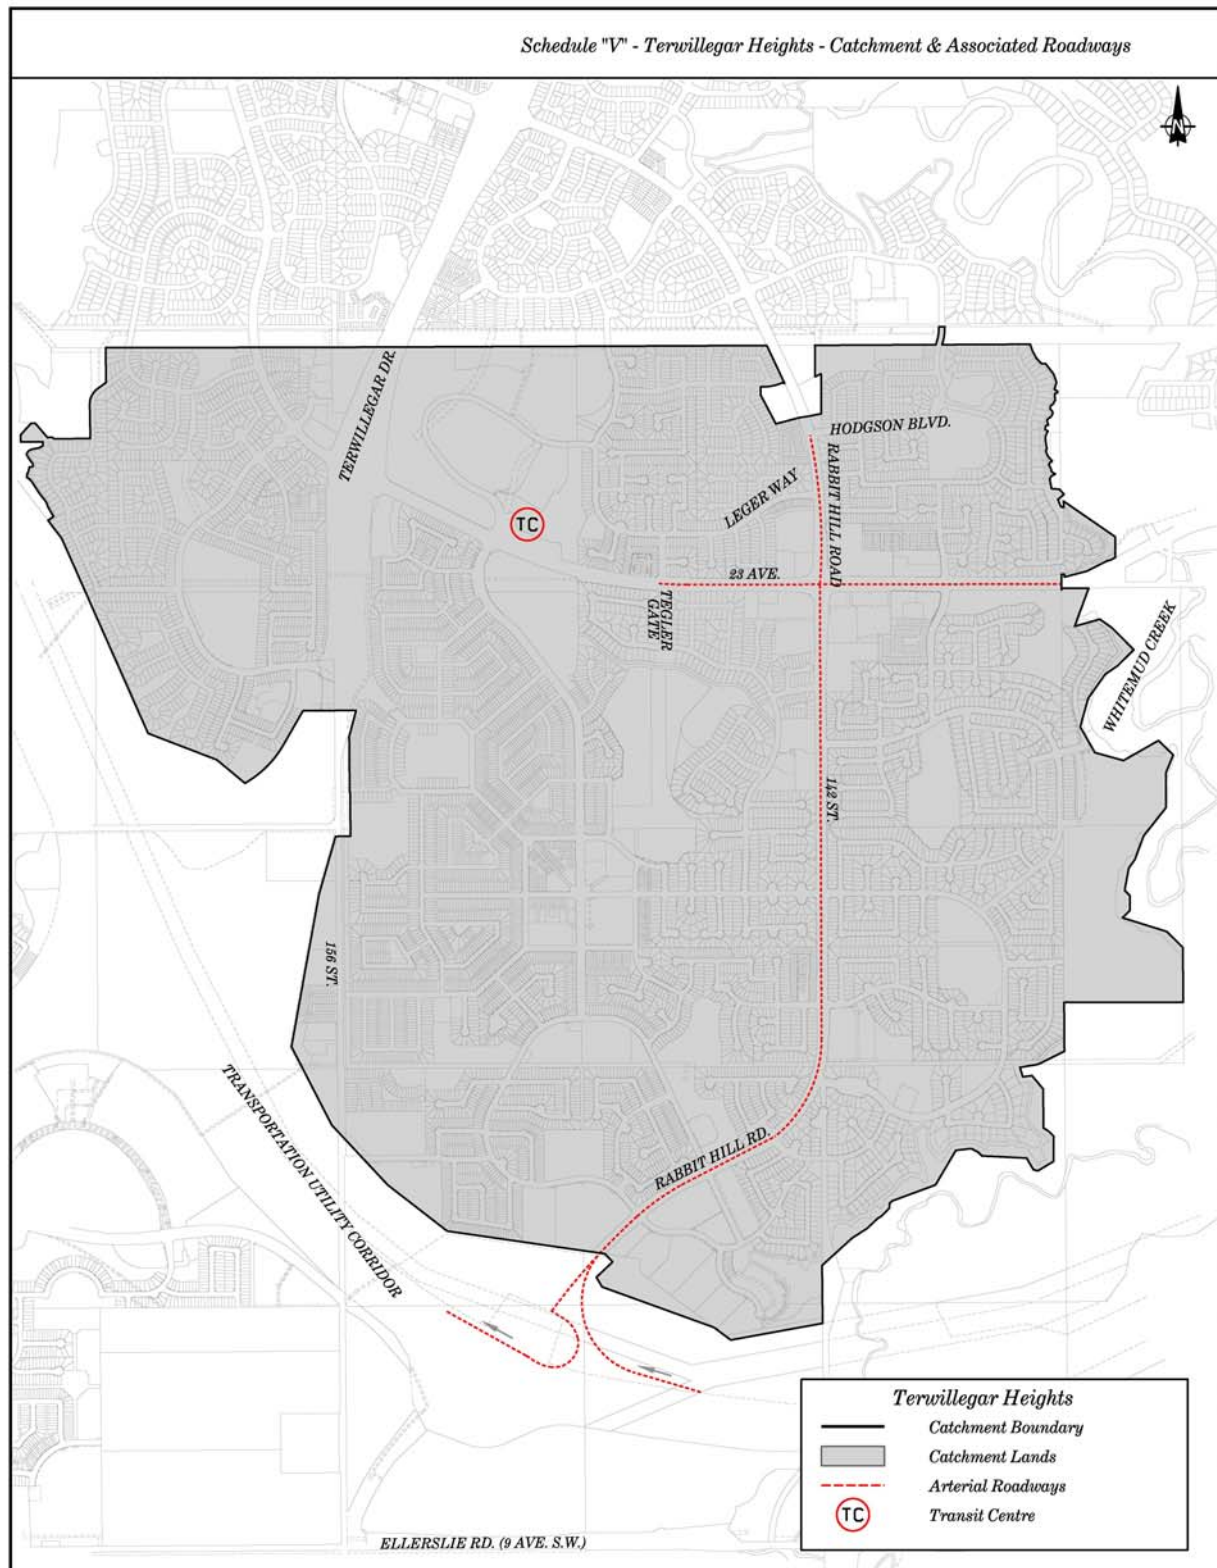 Schedule "V" - Terwillegar Heights - Catchment & Associated Roadways
N
TERWILLEGAR DR.
HODGSON BLVD.
RABBIT HILL ROAD
LEGER WAY
TC
23 AVE.
TEGLER
GATE
WHITEMUD CREEK
142 ST.
156 ST.
TRANSPORTATION UTILITY CORRIDOR
RABBIT HILL RD.
Terwillegar Heights
Catchment Boundary
Catchment Lands
Arterial Roadways
TC
Transit Centre
ELLERSLIE RD. (9 AVE. S.W.)